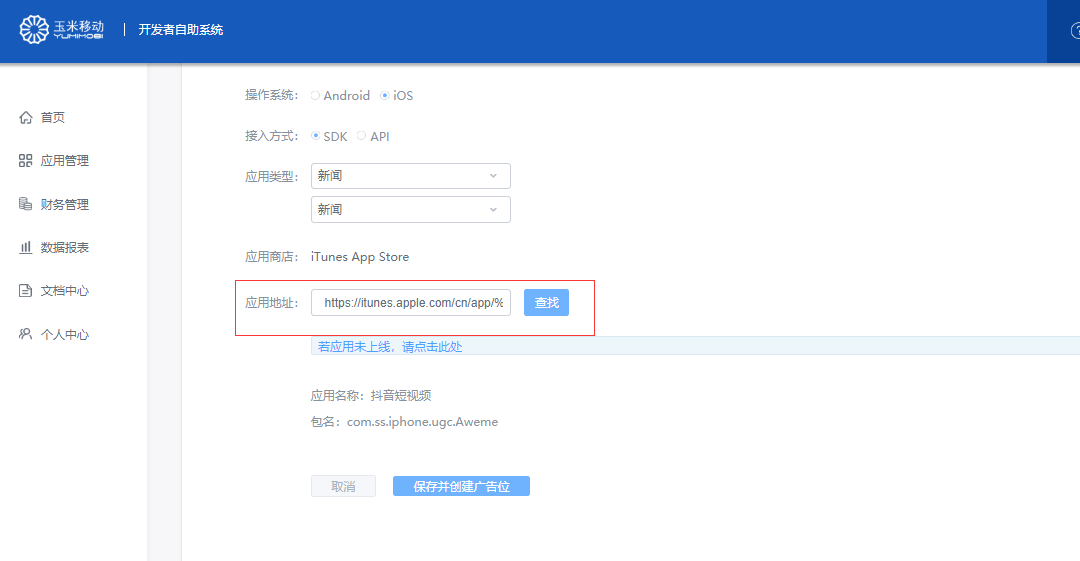 玉米移动
YUMIMOBI
开发者自助系统
?
首页
应用管理
财务管理
数据报表
文档中心
个人中心
操作系统: Android iOS
接入方式: SDK API
应用类型: 新闻
新闻
应用商店: iTunes App Store
应用地址: https://itunes.apple.com/cn/app/% 查找
若应用未上线，请点击此处
应用名称: 抖音短视频
包名: com.ss.iphone.ugc.Aweme
取消 保存并创建广告位